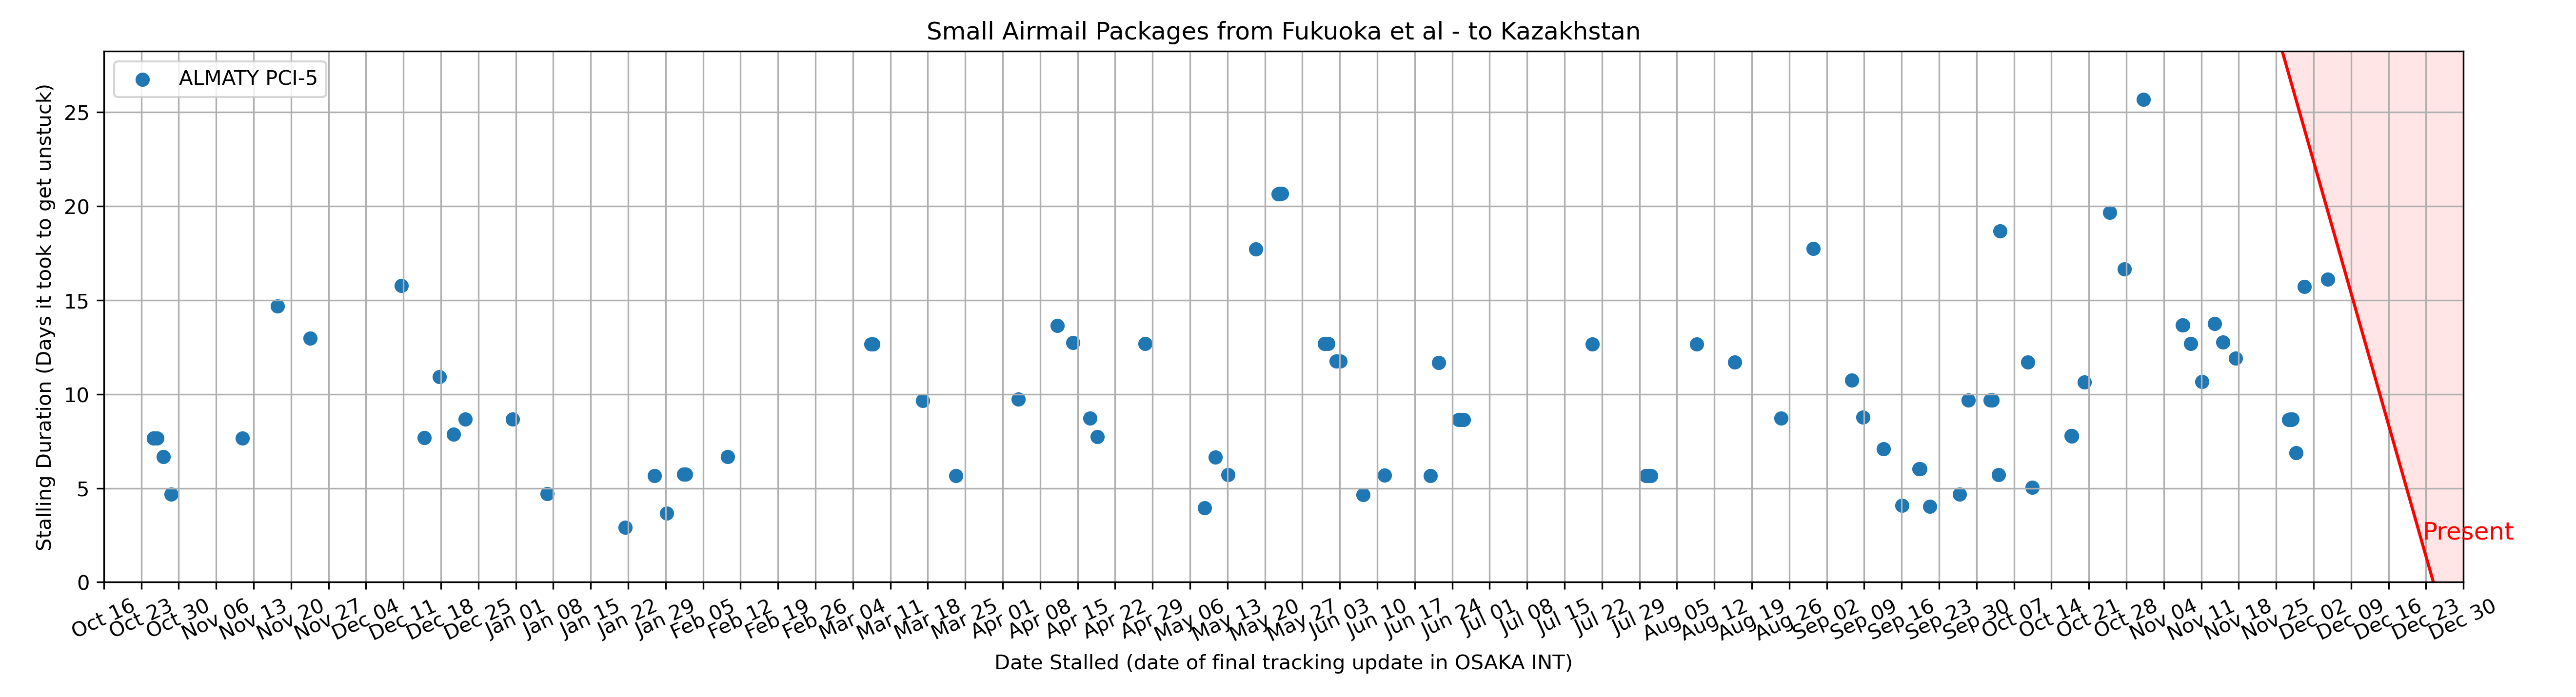 Small Airmail Packages from Fukuoka et al - to Kazakhstan
ALMATY PCI-5
Stalling Duration (Days it took to get unstuck)
25
20
15
10
5
0
Present
Oct 16
Oct 23
Oct 30
Nov 06
Nov 13
Nov 20
Nov 27
Dec 04
Dec 11
Dec 18
Dec 25
Jan 01
Jan 08
Jan 15
Jan 22
Jan 29
Feb 05
Feb 12
Feb 19
Feb 26
Mar 04
Mar 11
Mar 18
Mar 25
Apr 01
Apr 08
Apr 15
Apr 22
Apr 29
May 06
May 13
May 20
May 27
Jun 03
Jun 10
Jun 17
Jun 24
Jul 01
Jul 08
Jul 15
Jul 22
Jul 29
Aug 05
Aug 12
Aug 19
Aug 26
Sep 02
Sep 09
Sep 16
Sep 23
Sep 30
Oct 07
Oct 14
Oct 21
Oct 28
Nov 04
Nov 11
Nov 18
Nov 25
Dec 02
Dec 09
Dec 16
Dec 23
Dec 30
Date Stalled (date of final tracking update in OSAKA INT)